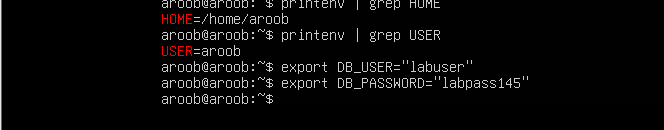 aroob@aroob:~$ printenv | grep HOME
HOME=/home/aroob
aroob@aroob:~$ printenv | grep USER
USER=aroob
aroob@aroob:~$ export DB_USER="labuser"
aroob@aroob:~$ export DB_PASSWORD="labpass145"
aroob@aroob:~$